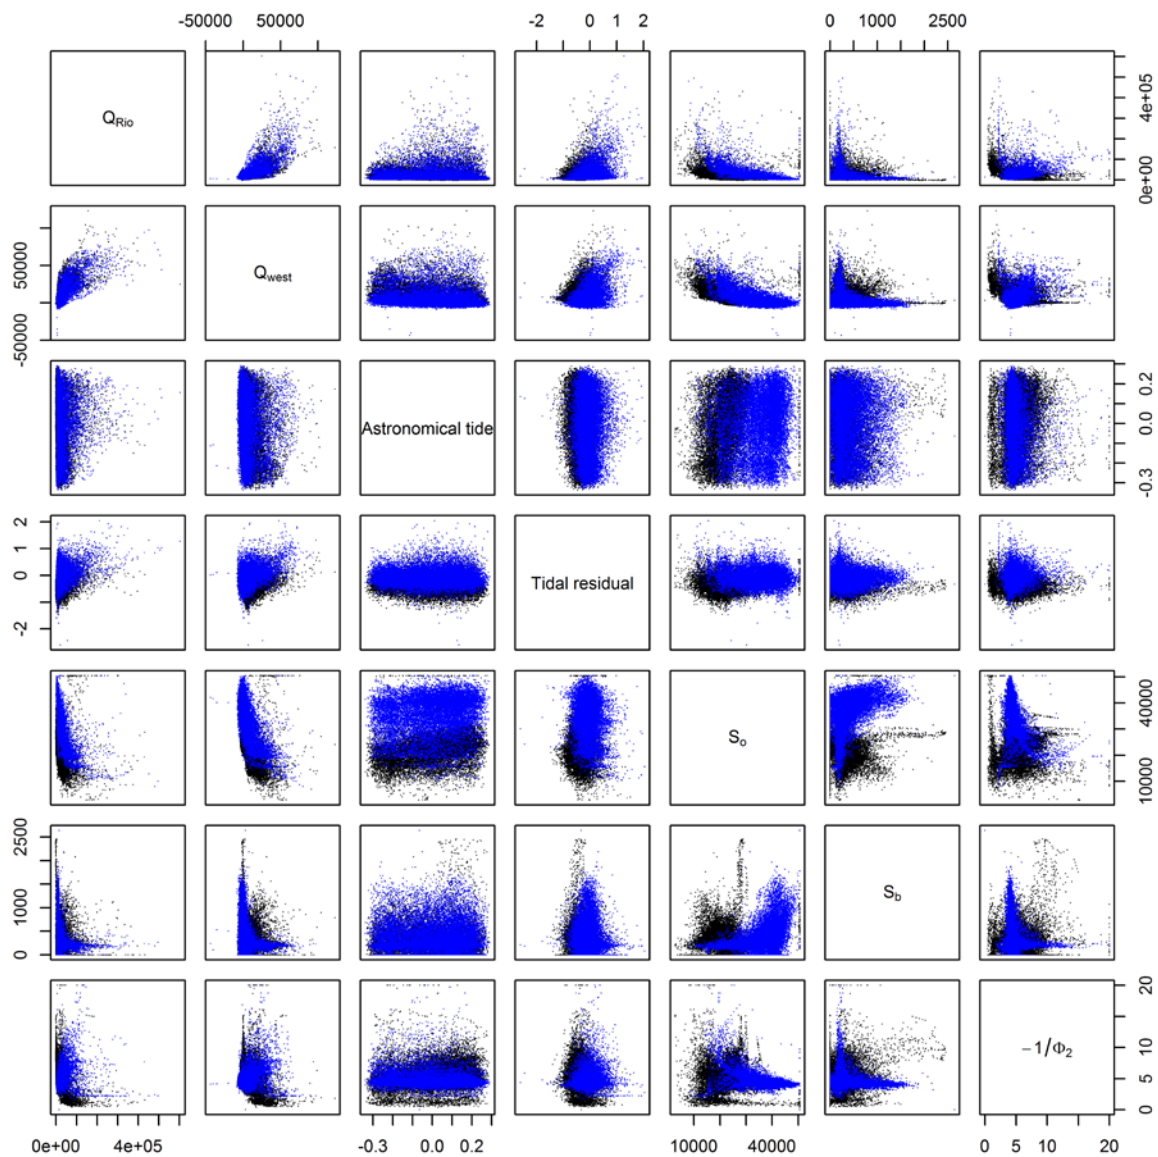 -50000 50000 -2 0 1 2 0 1000 2500
Q_Rio
0e+00 4e+05
-50000 50000
Q_west
Astronomical tide
-0.3 0.0 0.2
-2 0 1 2
Tidal residual
S_o
10000 40000
0 1000 2500
S_b
−1/Φ_2
0 5 10 20
0e+00 4e+05 -0.3 0.0 0.2 10000 40000 0 5 10 20